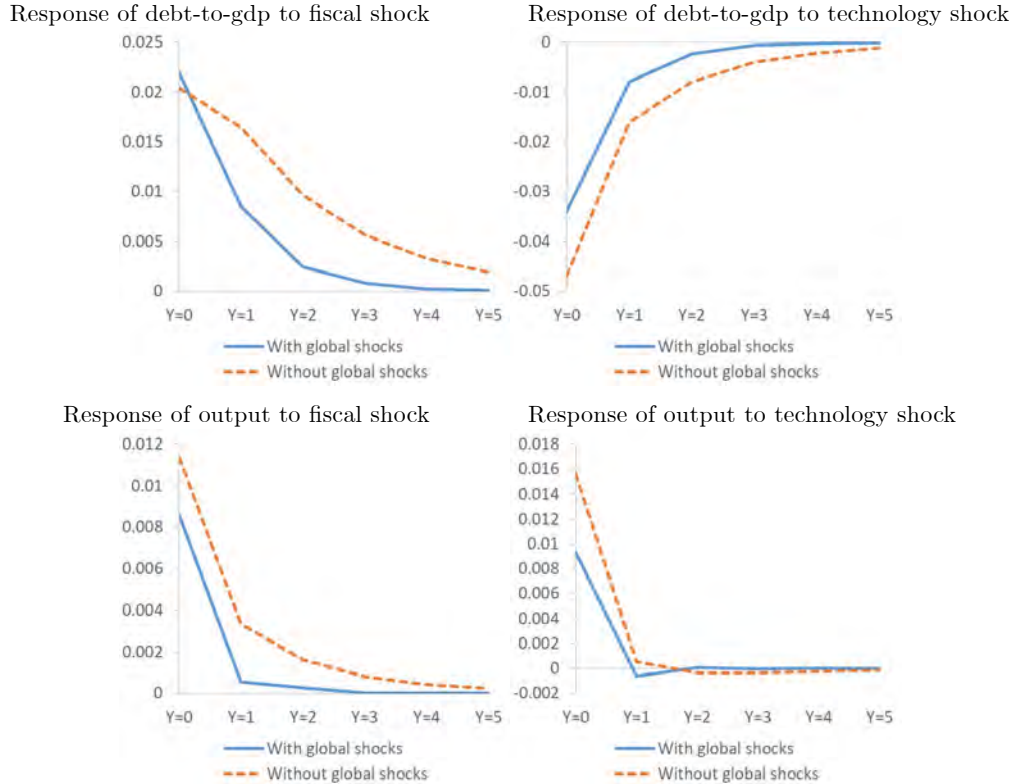 Response of debt-to-gdp to fiscal shock
0.025
0.02
0.015
0.01
0.005
0
Y=0 Y=1 Y=2 Y=3 Y=4 Y=5
With global shocks
Without global shocks
Response of debt-to-gdp to technology shock
0
-0.01
-0.02
-0.03
-0.04
-0.05
Y=0 Y=1 Y=2 Y=3 Y=4 Y=5
With global shocks
Without global shocks
Response of output to fiscal shock
0.012
0.01
0.008
0.006
0.004
0.002
0
Y=0 Y=1 Y=2 Y=3 Y=4 Y=5
With global shocks
Without global shocks
Response of output to technology shock
0.018
0.016
0.014
0.012
0.01
0.008
0.006
0.004
0.002
0
-0.002
Y=0 Y=1 Y=2 Y=3 Y=4 Y=5
With global shocks
Without global shocks